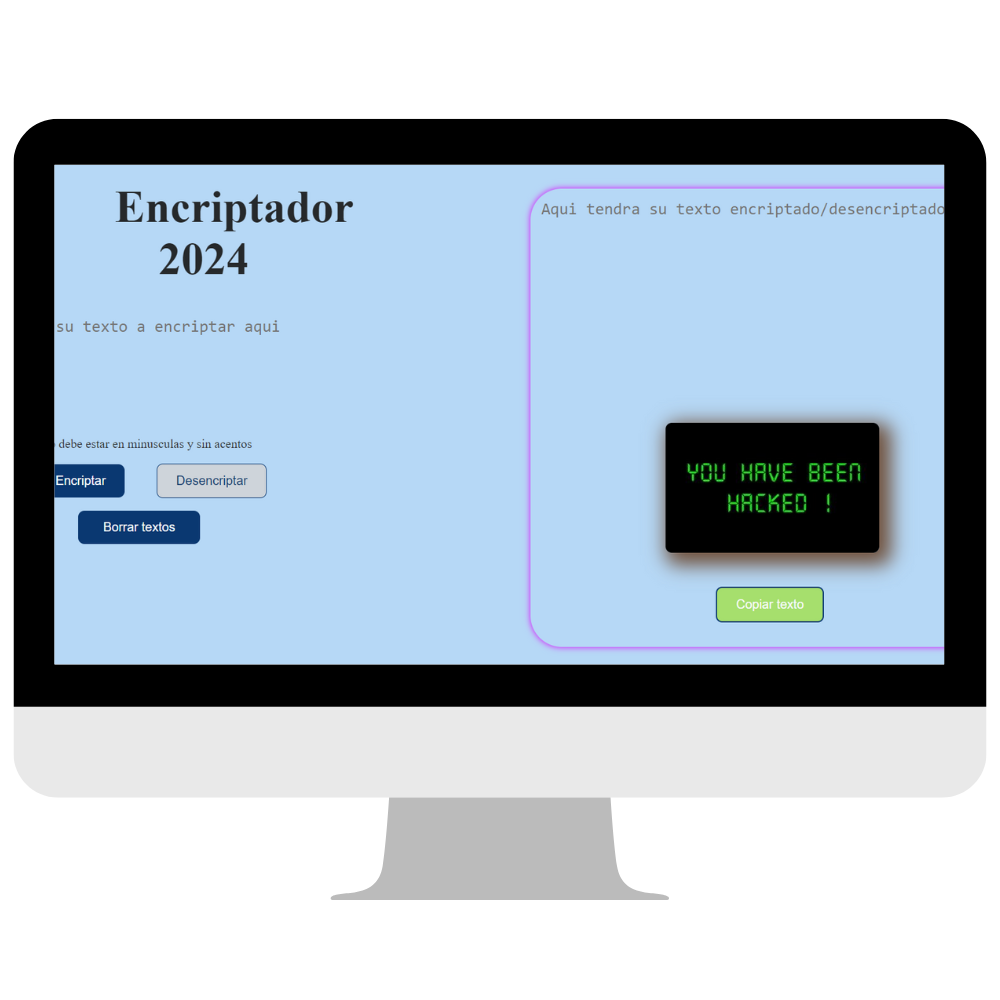 Encriptador
2024
su texto a encriptar aqui
debe estar en minusculas y sin acentos
Encriptar
Desencriptar
Borrar textos
Aqui tendra su texto encriptado/desencriptado
YOU HAVE BEEN
HACKED !
Copiar texto